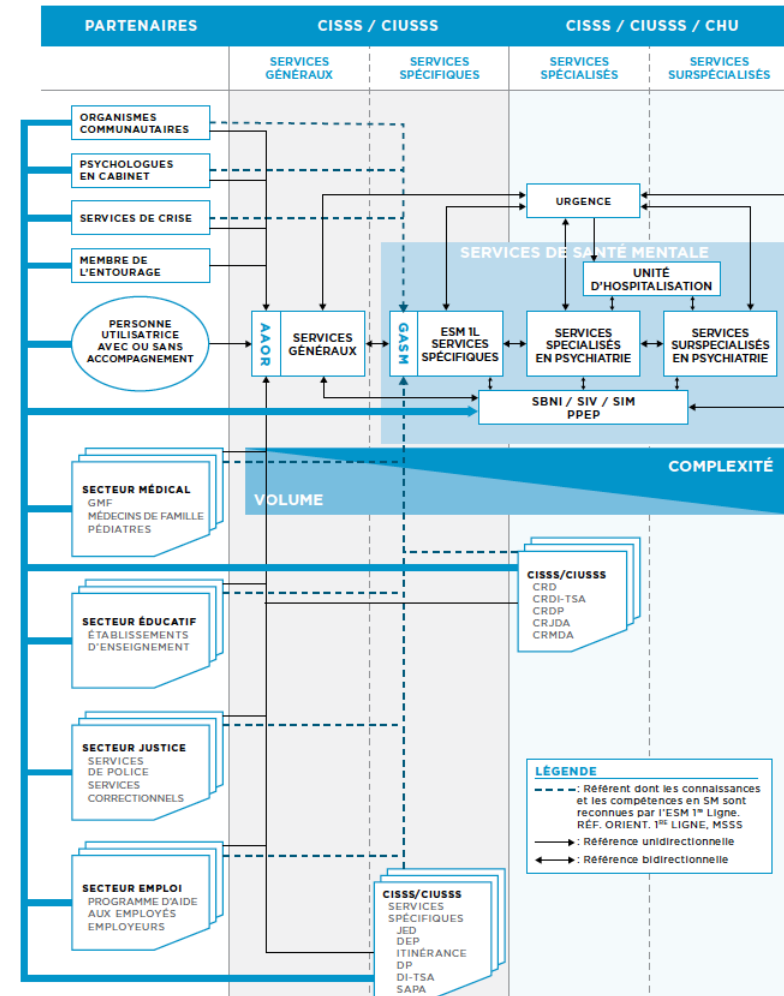 PARTENAIRES
CISSS / CIUSSS
CISSS / CIUSSS / CHU
SERVICES
GÉNÉRAUX
SERVICES
SPÉCIFIQUES
SERVICES
SPÉCIALISÉS
SERVICES
SURSPÉCIALISÉS
ORGANISMES
COMMUNAUTAIRES
PSYCHOLOGUES
EN CABINET
SERVICES DE CRISE
MEMBRE DE
L'ENTOURAGE
PERSONNE
UTILISATRICE
AVEC OU SANS
ACCOMPAGNEMENT
AAOR
SERVICES
GÉNÉRAUX
GASM
ESM 1L
SERVICES
SPÉCIFIQUES
URGENCE
SERVICES DE SANTÉ MENTALE
UNITÉ
D'HOSPITALISATION
SERVICES
SPECIALISÉS
EN PSYCHIATRIE
SERVICES
SURSPECIALISÉS
EN PSYCHIATRIE
SBNI / SIV / SIM
PPEP
COMPLEXITÉ
VOLUME
SECTEUR MÉDICAL
GMF
MÉDECINS DE FAMILLE
PÉDIATRES
CISSS/CIUSSS
CRD
CRDI-TSA
CRDP
CRJDA
CRMDA
SECTEUR ÉDUCATIF
ÉTABLISSEMENTS
D'ENSEIGNEMENT
SECTEUR JUSTICE
SERVICES
DE POLICE
SERVICES
CORRECTIONNELS
LÉGENDE
: Référent dont les connaissances
et les compétences en SM sont
reconnues par l'ESM 1re Ligne.
RÉF. ORIENT. 1RE LIGNE, MSSS
: Référence unidirectionnelle
: Référence bidirectionnelle
SECTEUR EMPLOI
PROGRAMME D'AIDE
AUX EMPLOYÉS
EMPLOYEURS
CISSS/CIUSSS
SERVICES
SPÉCIFIQUES
JED
DEP
ITINÉRANCE
DP
DI-TSA
SAPA